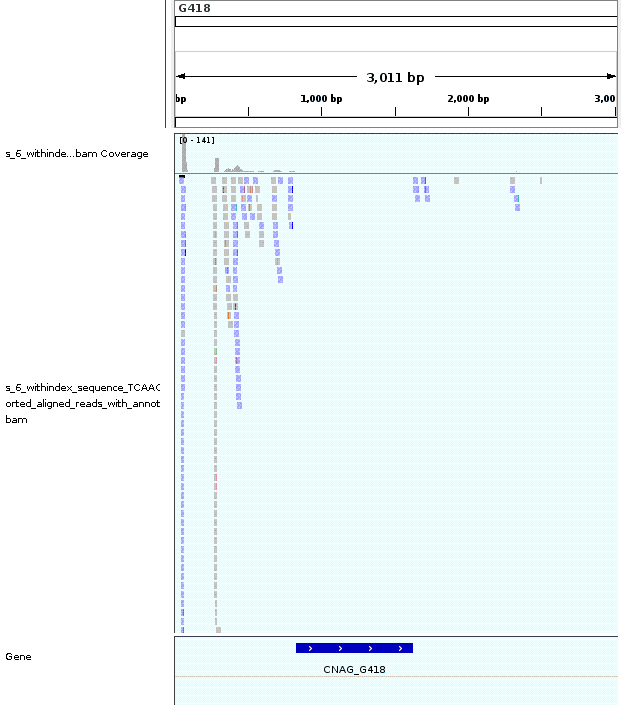 G418
3,011 bp
bp 1,000 bp 2,000 bp 3,00
[0 - 141]
s_6_withinde...bam Coverage
s_6_withindex_sequence_TCAAC
orted_aligned_reads_with_annot
bam
Gene
CNAG_G418